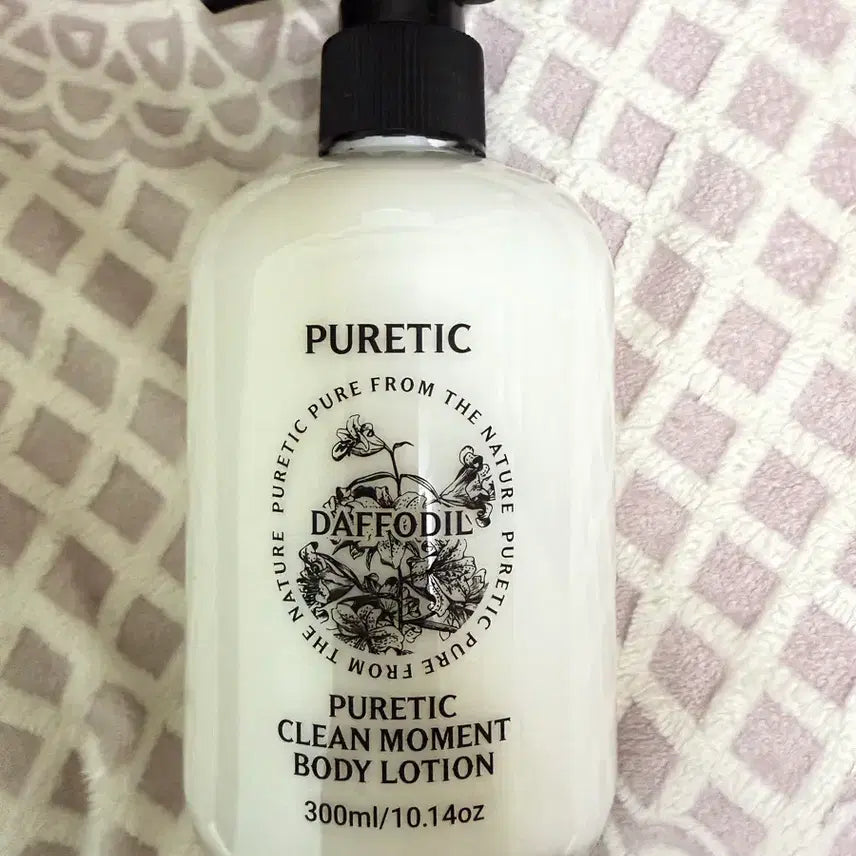 PURETIC
PURETIC PURE FROM THE NATURE PURETIC PURE FROM THE NATURE
DAFFODIL
PURETIC
CLEAN MOMENT
BODY LOTION
300ml/10.14oz